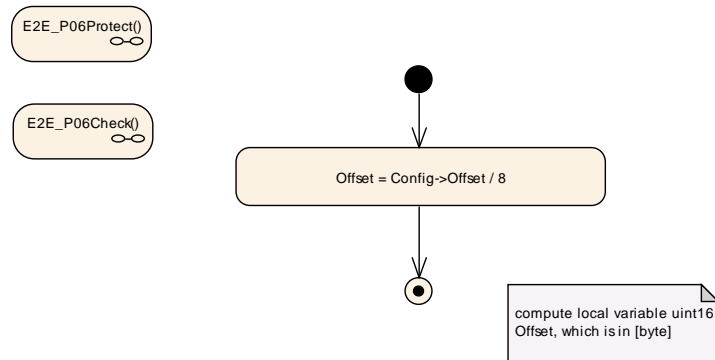 E2E_P06Protect()
E2E_P06Check()
Offset = Config->Offset / 8
compute local variable uint16
Offset, which is in [byte]